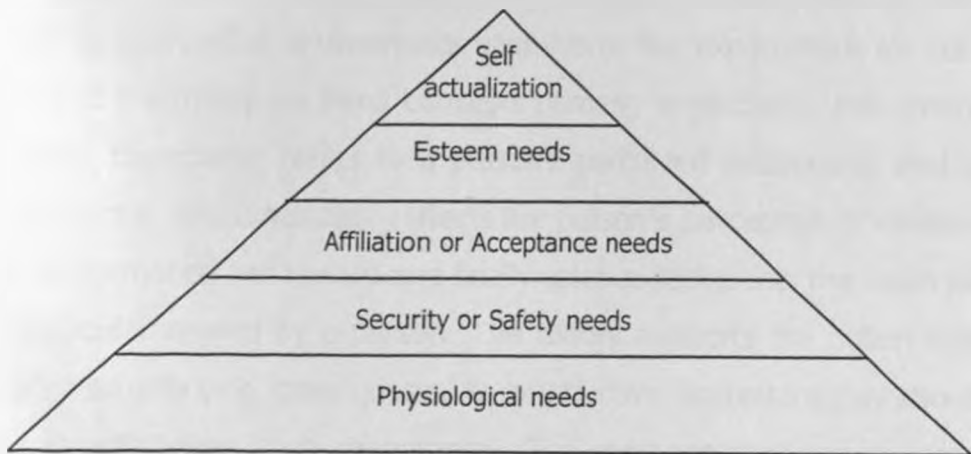 Self
actualization
Esteem needs
Affiliation or Acceptance needs
Security or Safety needs
Physiological needs